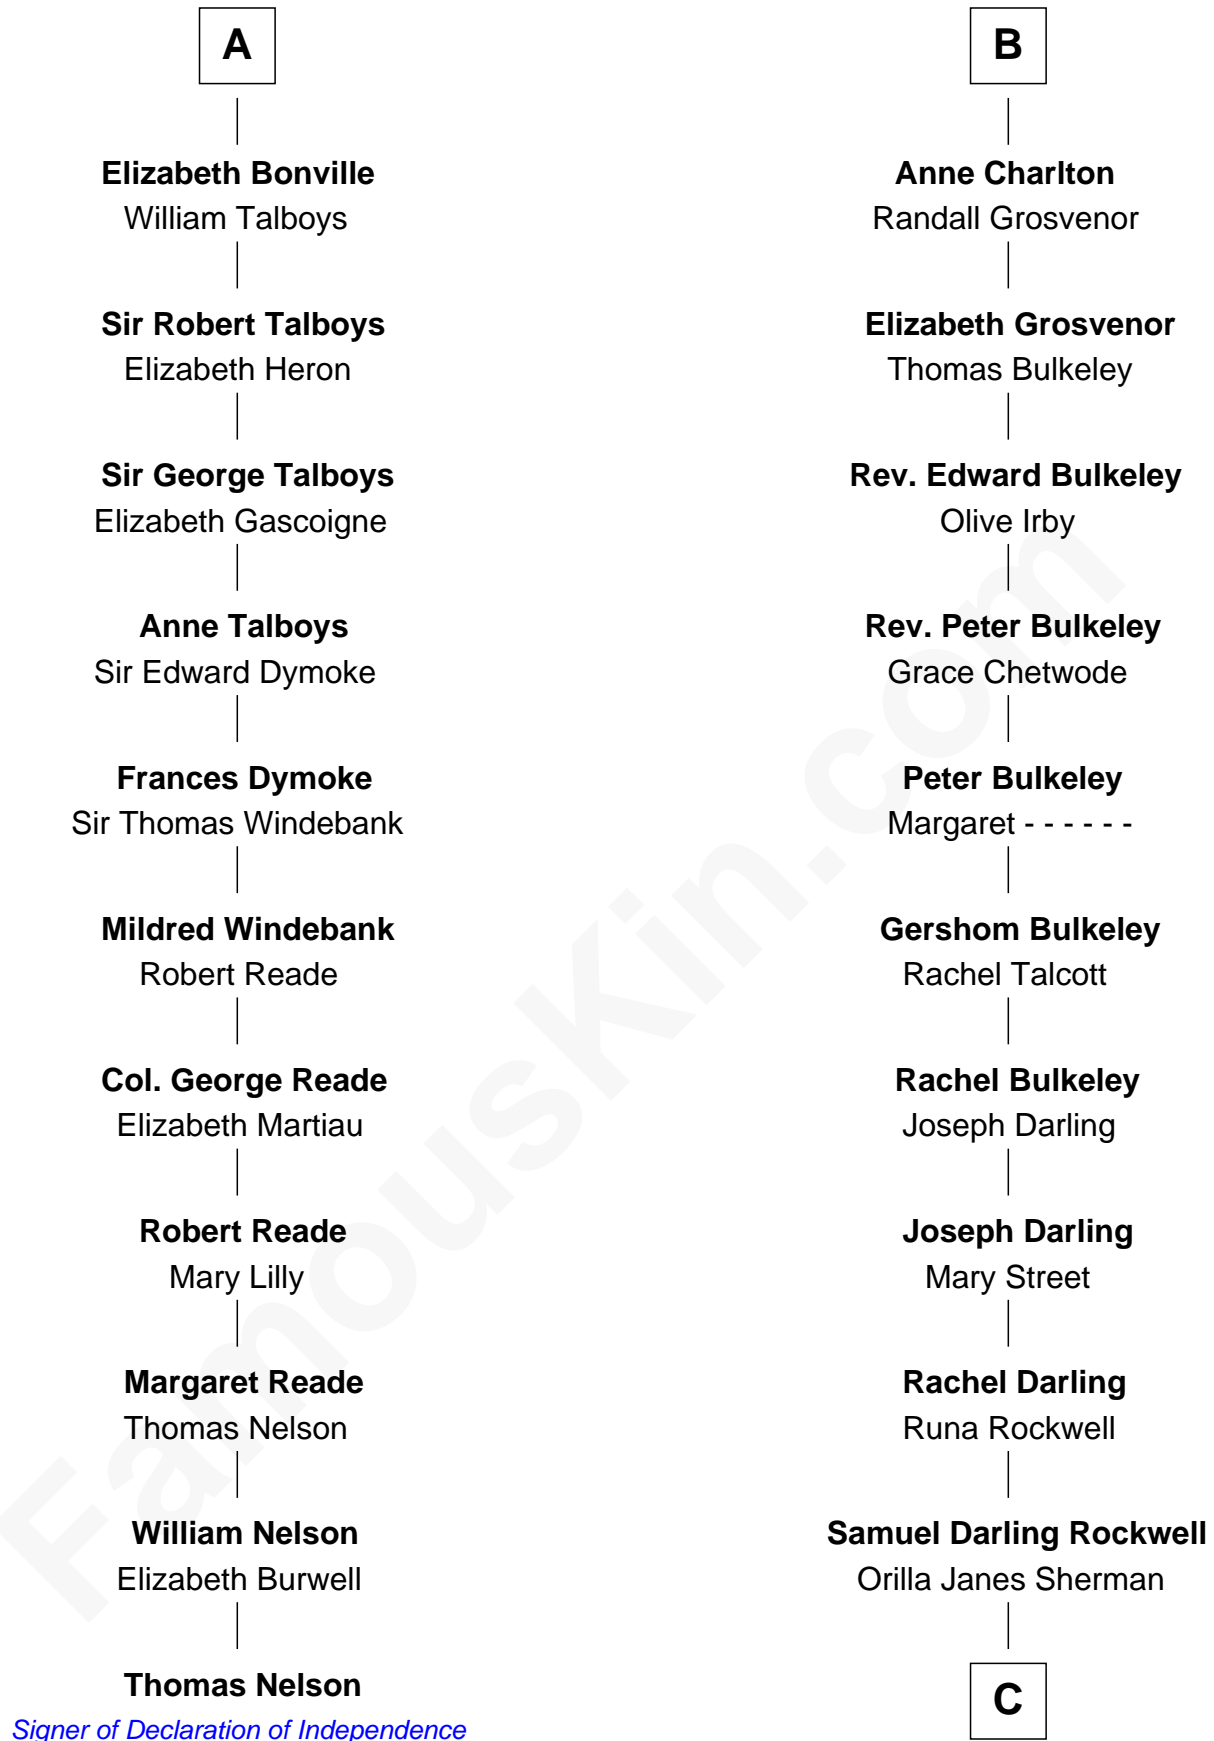 A
Elizabeth Bonville
William Talboys
Sir Robert Talboys
Elizabeth Heron
Sir George Talboys
Elizabeth Gascoigne
Anne Talboys
Sir Edward Dymoke
Frances Dymoke
Sir Thomas Windebank
Mildred Windebank
Robert Reade
Col. George Reade
Elizabeth Martiau
Robert Reade
Mary Lilly
Margaret Reade
Thomas Nelson
William Nelson
Elizabeth Burwell
Thomas Nelson
Signer of Declaration of Independence
B
Anne Charlton
Randall Grosvenor
Elizabeth Grosvenor
Thomas Bulkeley
Rev. Edward Bulkeley
Olive Irby
Rev. Peter Bulkeley
Grace Chetwode
Peter Bulkeley
Margaret - - - - - -
Gershom Bulkeley
Rachel Talcott
Rachel Bulkeley
Joseph Darling
Joseph Darling
Mary Street
Rachel Darling
Runa Rockwell
Samuel Darling Rockwell
Orilla Janes Sherman
C
FamousKin.com